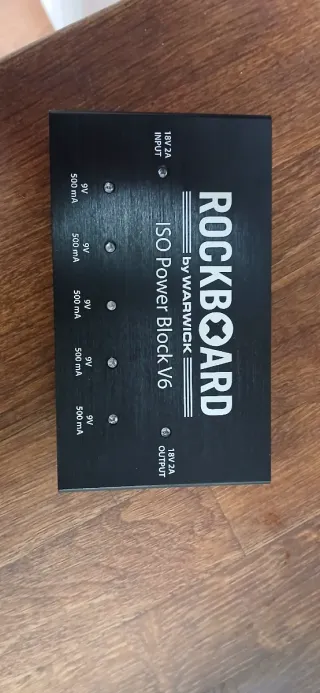 ROCKBOARD
by WARWICK
ISO Power Block V6
18V 2A
INPUT
18V 2A
OUTPUT
9V
500 mA
9V
500 mA
9V
500 mA
9V
500 mA
9V
500 mA